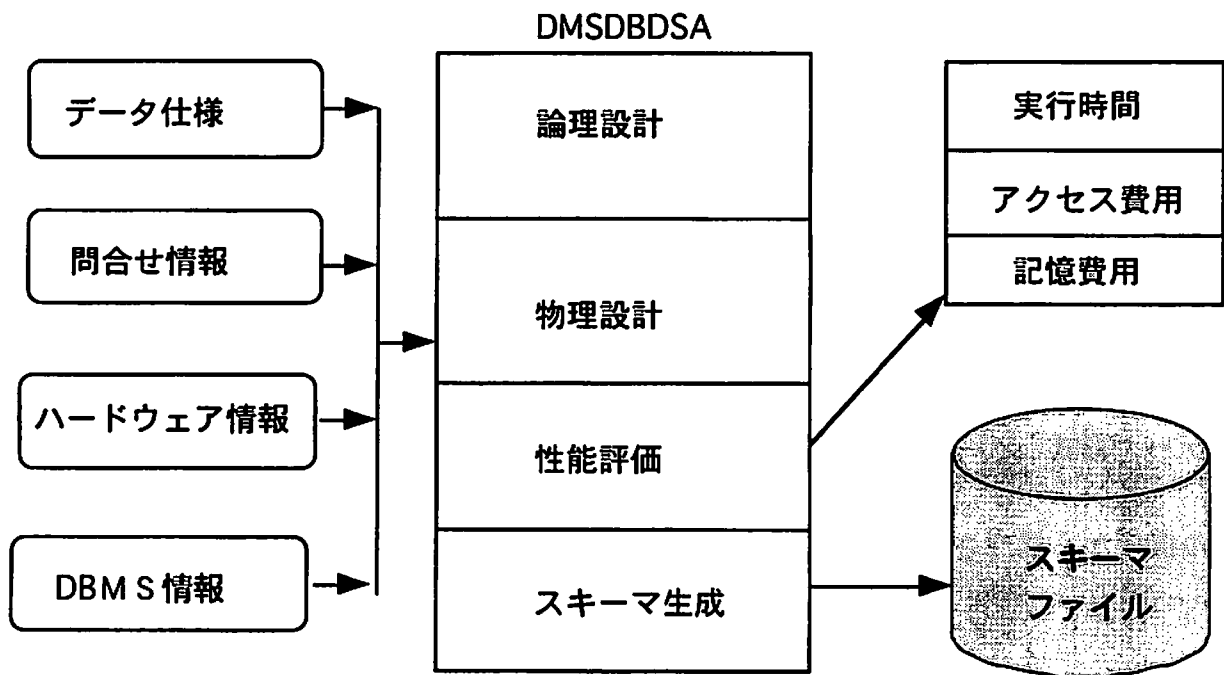 DMSDBDSA
データ仕様
問合せ情報
ハードウェア情報
DBMS情報
論理設計
物理設計
性能評価
スキーマ生成
実行時間
アクセス費用
記憶費用
スキーマ
ファイル